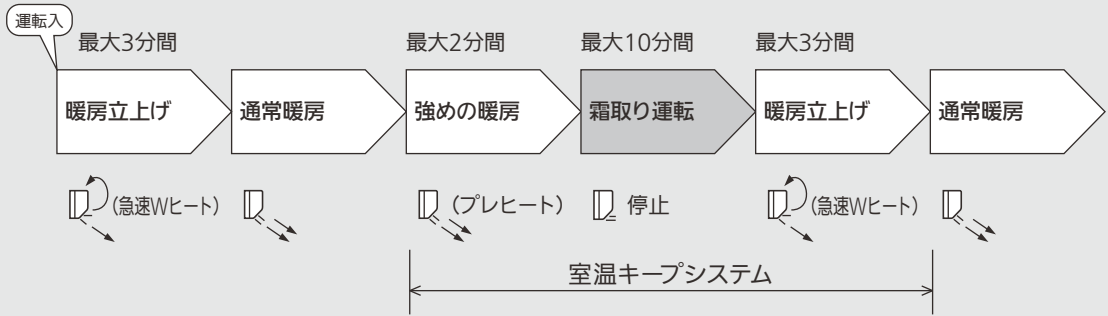 運転入
最大3分間
最大2分間
最大10分間
最大3分間
暖房立上げ
通常暖房
強めの暖房
霜取り運転
暖房立上げ
通常暖房
(急速Wヒート)
(プレヒート)
停止
(急速Wヒート)
室温キープシステム